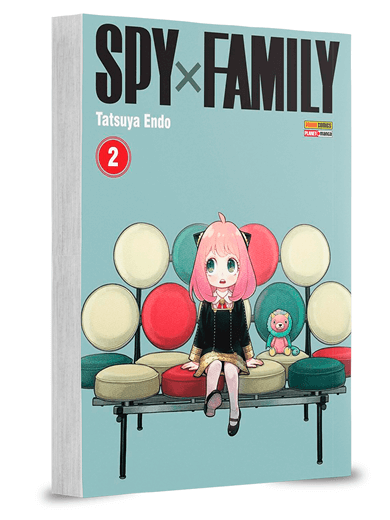 SPY×FAMILY
Tatsuya Endo
2
PANINI COMICS
PLANET manga